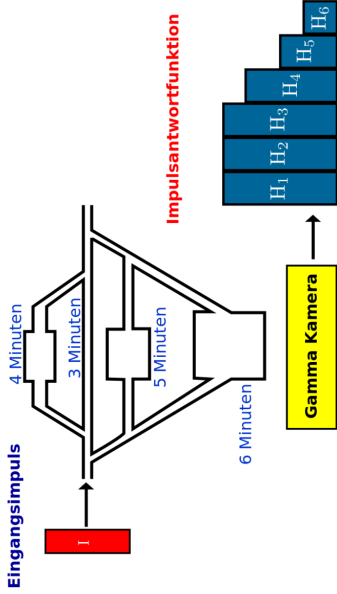 Eingangsimpuls
I
4 Minuten
3 Minuten
5 Minuten
6 Minuten
Impulsantwortfunktion
Gamma Kamera
H₁
H₂
H₃
H₄
H₅
H₆